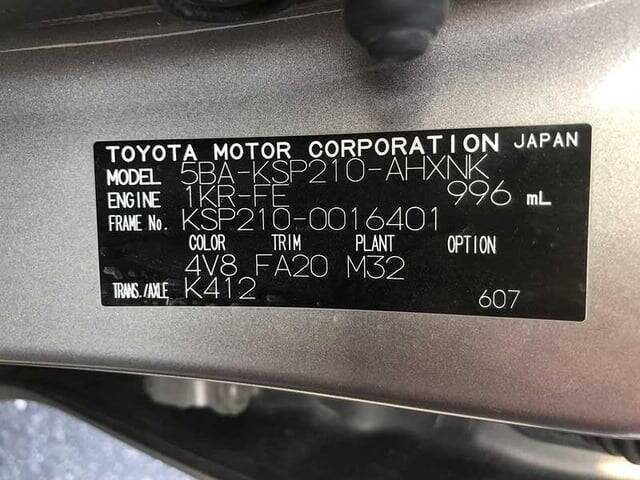 TOYOTA MOTOR CORPORATION JAPAN
MODEL 5BA-KSP210-AHXNK
ENGINE 1KR-FE 996 mL
FRAME No. KSP210-0016401
COLOR TRIM PLANT OPTION
4V8 FA20 M32
TRANS./AXLE K412
607